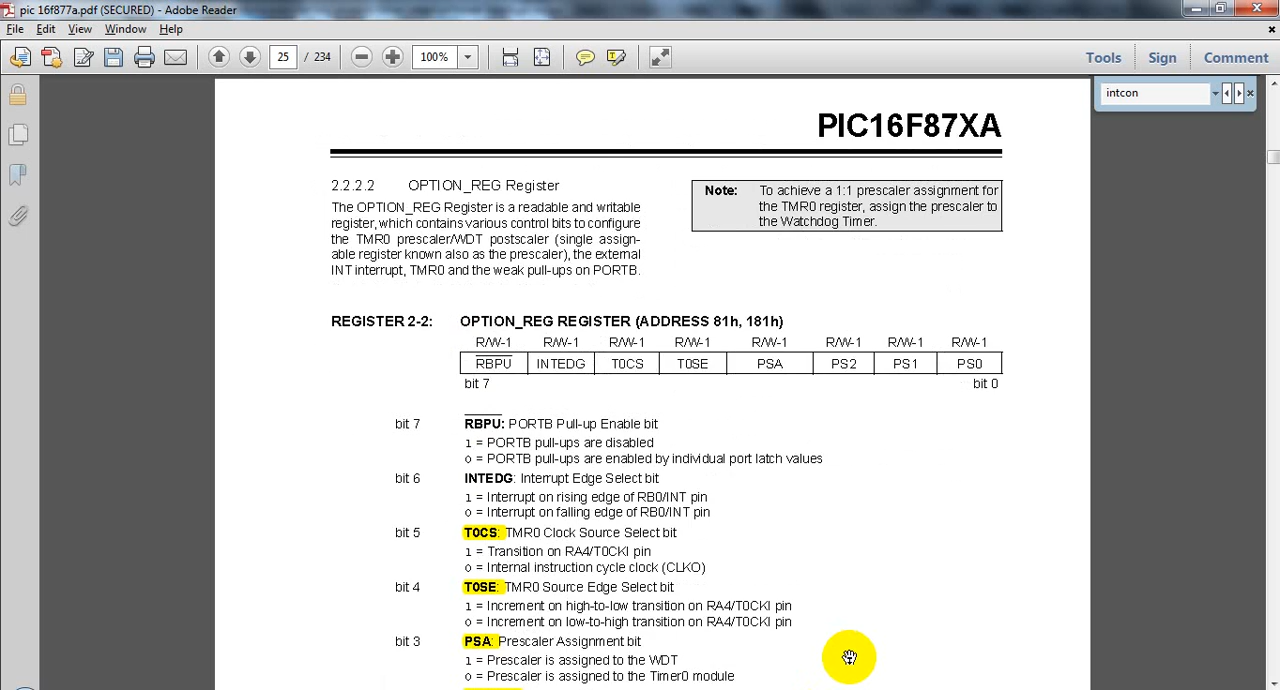 pic 16f877a.pdf (SECURED) - Adobe Reader
File Edit View Window Help
25 / 234 100% Tools Sign Comment
intcon
PIC16F87XA
2.2.2.2 OPTION_REG Register
The OPTION_REG Register is a readable and writable
register, which contains various control bits to configure
the TMR0 prescaler/WDT postscaler (single assign-
able register known also as the prescaler), the external
INT interrupt, TMR0 and the weak pull-ups on PORTB.
Note: To achieve a 1:1 prescaler assignment for
the TMR0 register, assign the prescaler to
the Watchdog Timer.
REGISTER 2-2: OPTION_REG REGISTER (ADDRESS 81h, 181h)
R/W-1 R/W-1 R/W-1 R/W-1 R/W-1 R/W-1 R/W-1 R/W-1
RBPU INTEDG T0CS T0SE PSA PS2 PS1 PS0
bit 7 bit 0
bit 7 RBPU: PORTB Pull-up Enable bit
1 = PORTB pull-ups are disabled
0 = PORTB pull-ups are enabled by individual port latch values
bit 6 INTEDG: Interrupt Edge Select bit
1 = Interrupt on rising edge of RB0/INT pin
0 = Interrupt on falling edge of RB0/INT pin
bit 5 T0CS: TMR0 Clock Source Select bit
1 = Transition on RA4/T0CKI pin
0 = Internal instruction cycle clock (CLKO)
bit 4 T0SE: TMR0 Source Edge Select bit
1 = Increment on high-to-low transition on RA4/T0CKI pin
0 = Increment on low-to-high transition on RA4/T0CKI pin
bit 3 PSA: Prescaler Assignment bit
1 = Prescaler is assigned to the WDT
0 = Prescaler is assigned to the Timer0 module